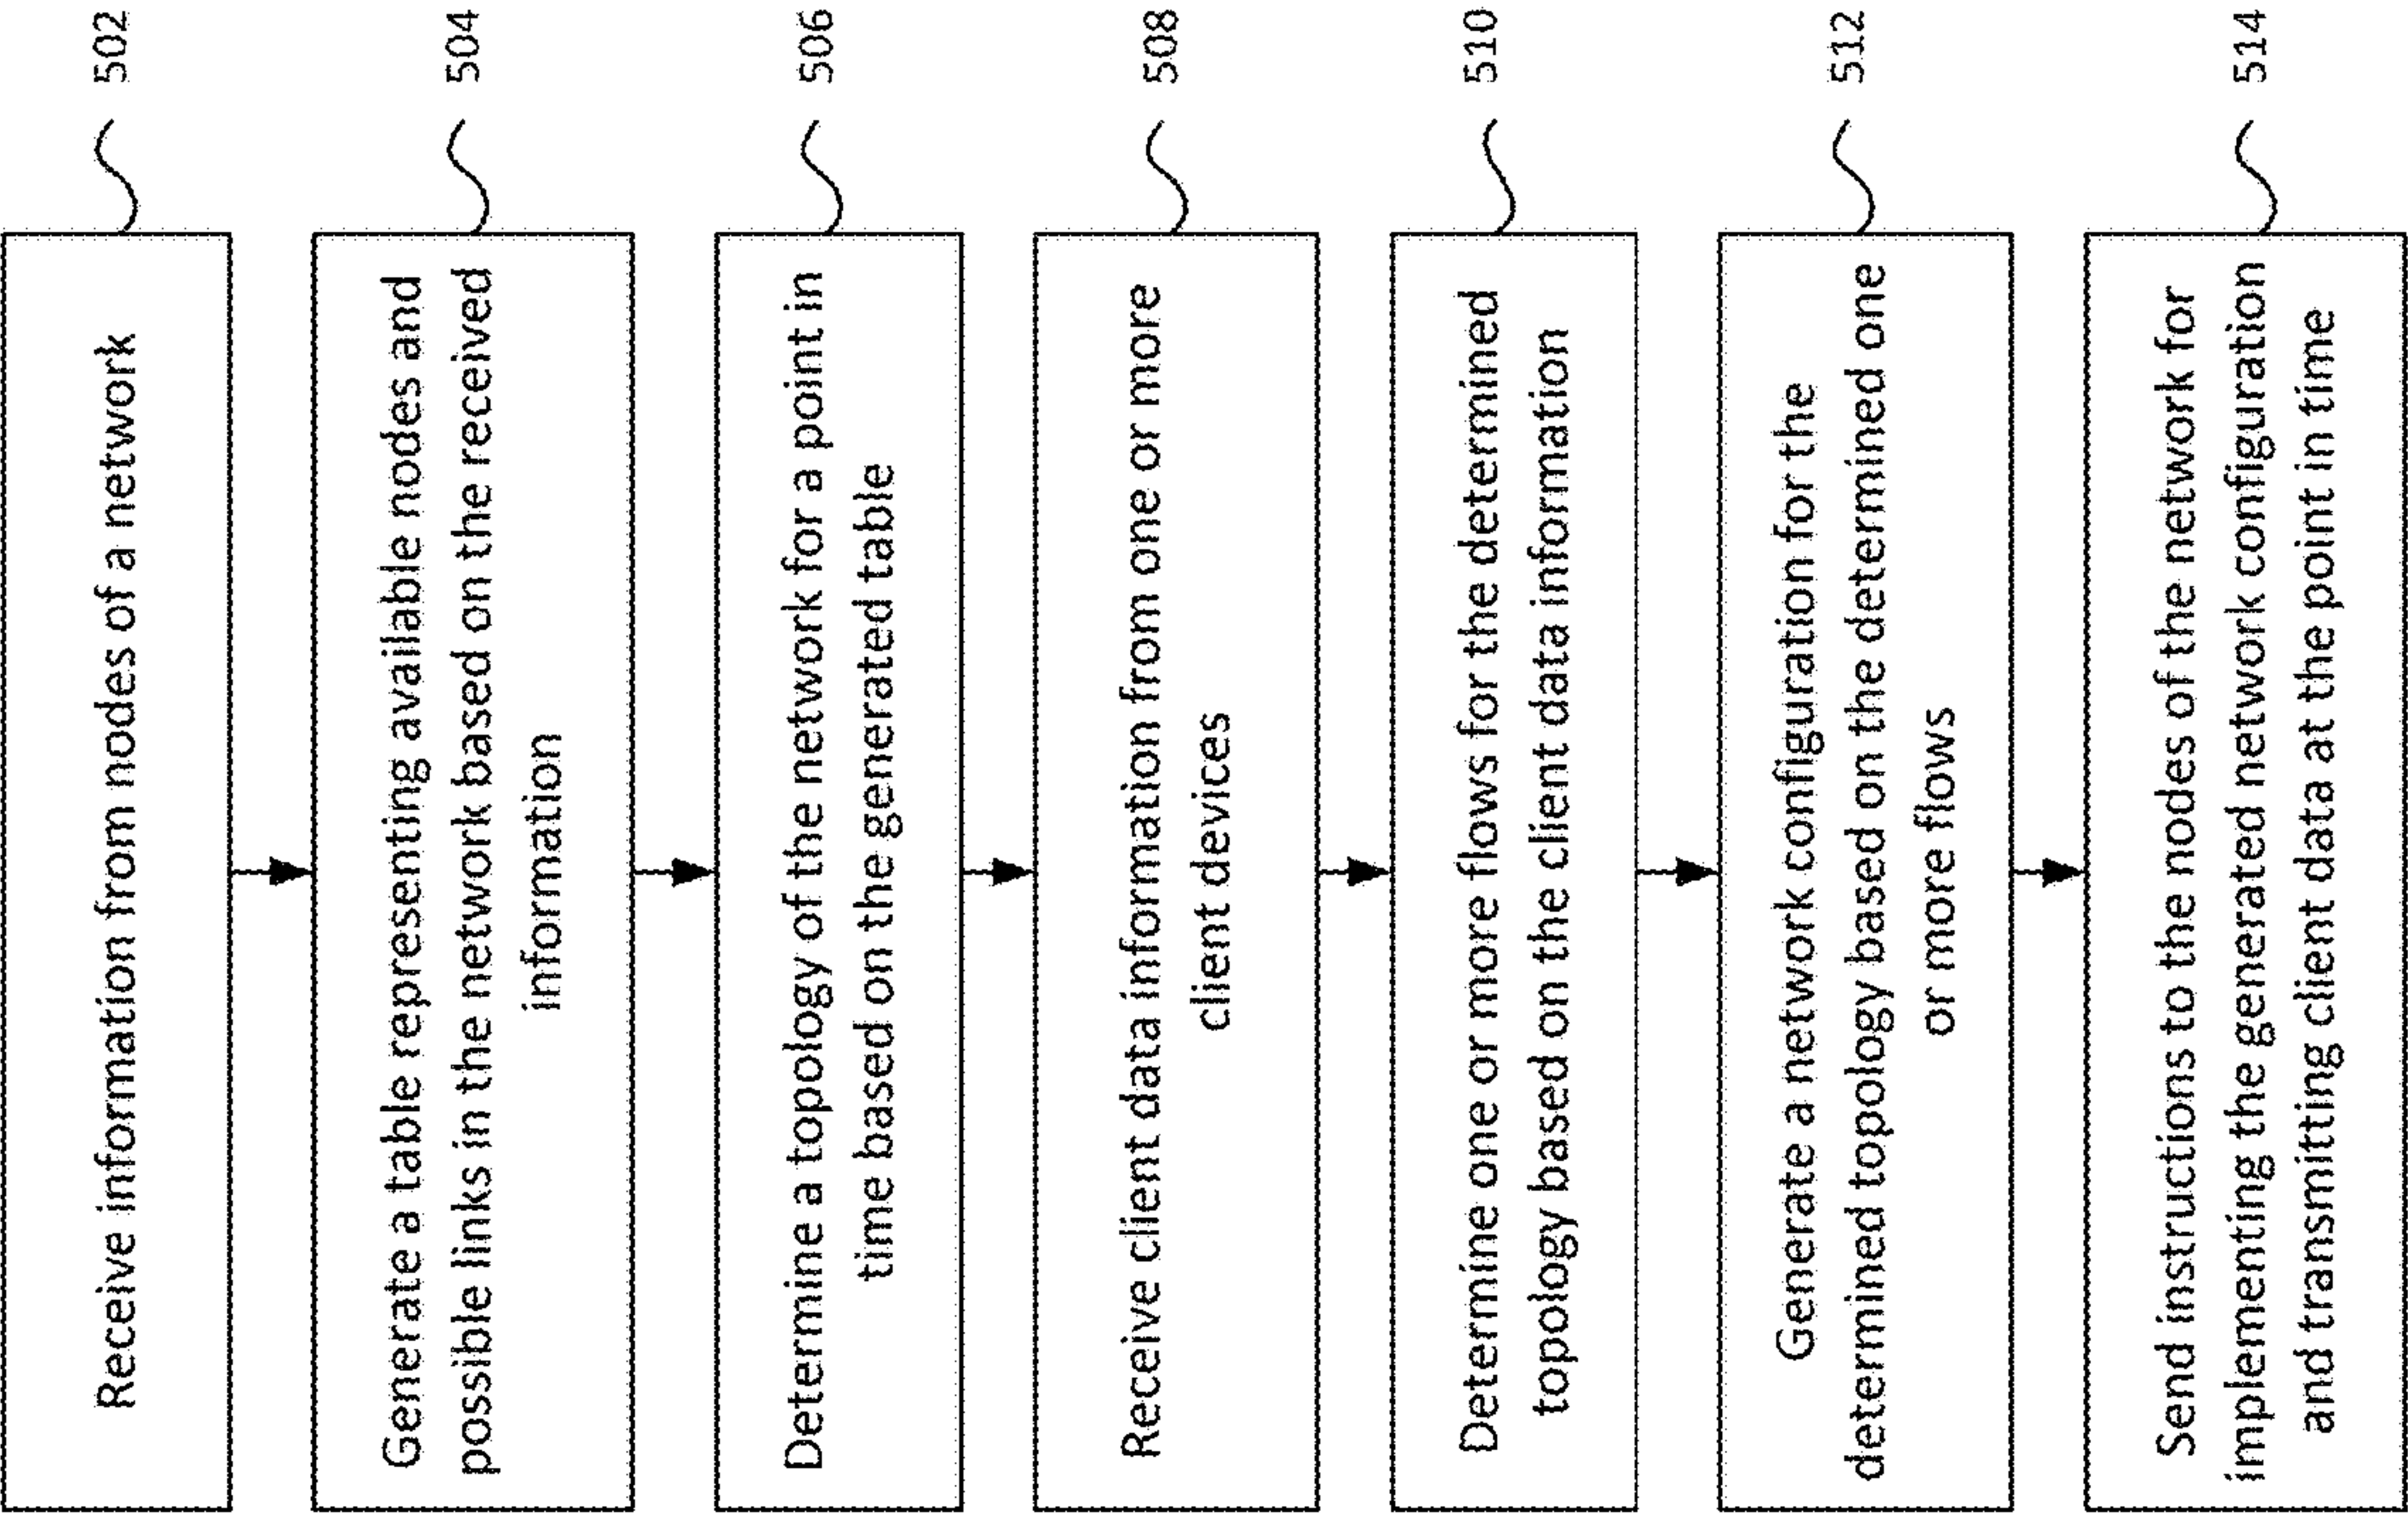 Receive information from nodes of a network
502
Generate a table representing available nodes and
possible links in the network based on the received
information
504
Determine a topology of the network for a point in
time based on the generated table
506
Receive client data information from one or more
client devices
508
Determine one or more flows for the determined
topology based on the client data information
510
Generate a network configuration for the
determined topology based on the determined one
or more flows
512
Send instructions to the nodes of the network for
implementing the generated network configuration
and transmitting client data at the point in time
514